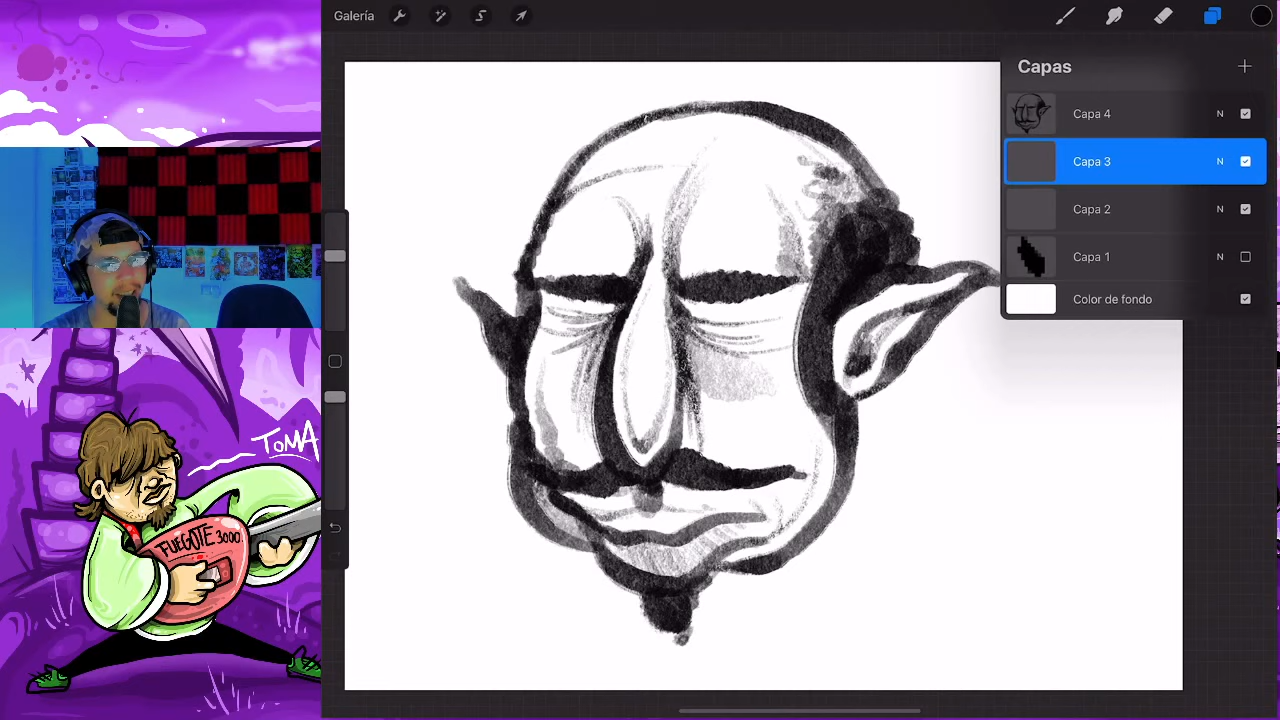 Galería
Capas
Capa 4 N
Capa 3 N
Capa 2 N
Capa 1 N
Color de fondo
TOMA
FUEGOTE 3000